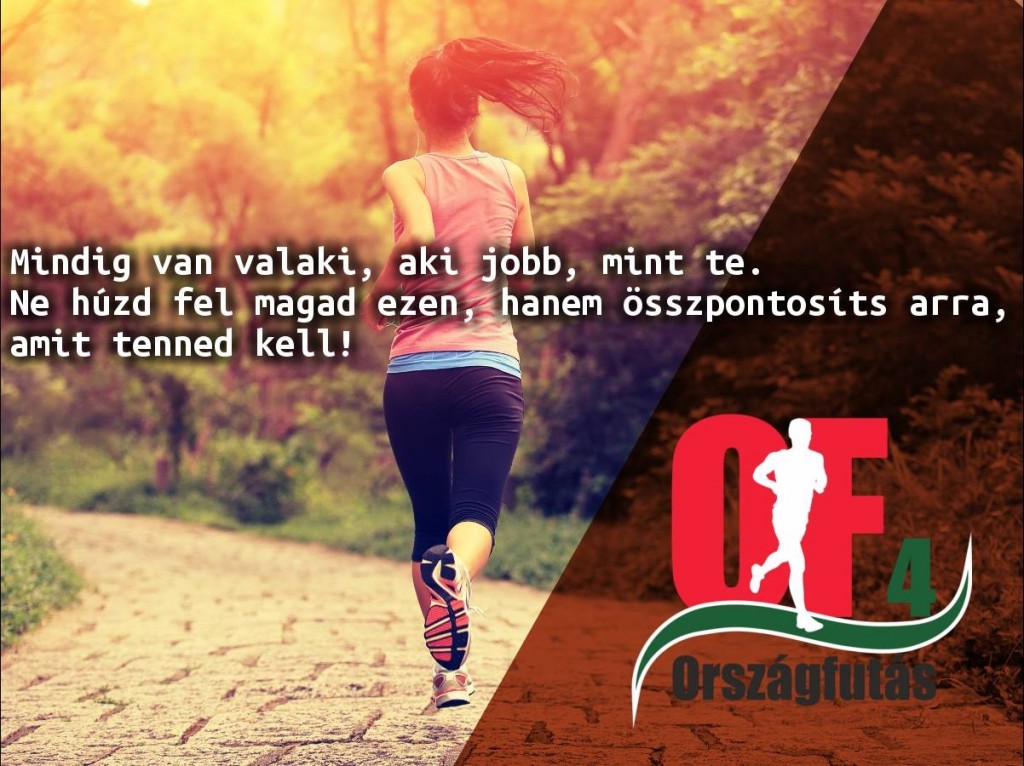 Mindig van valaki, aki jobb, mint te.
Ne húzd fel magad ezen, hanem összpontosíts arra,
amit tenned kell!
OF
4
Országfutás